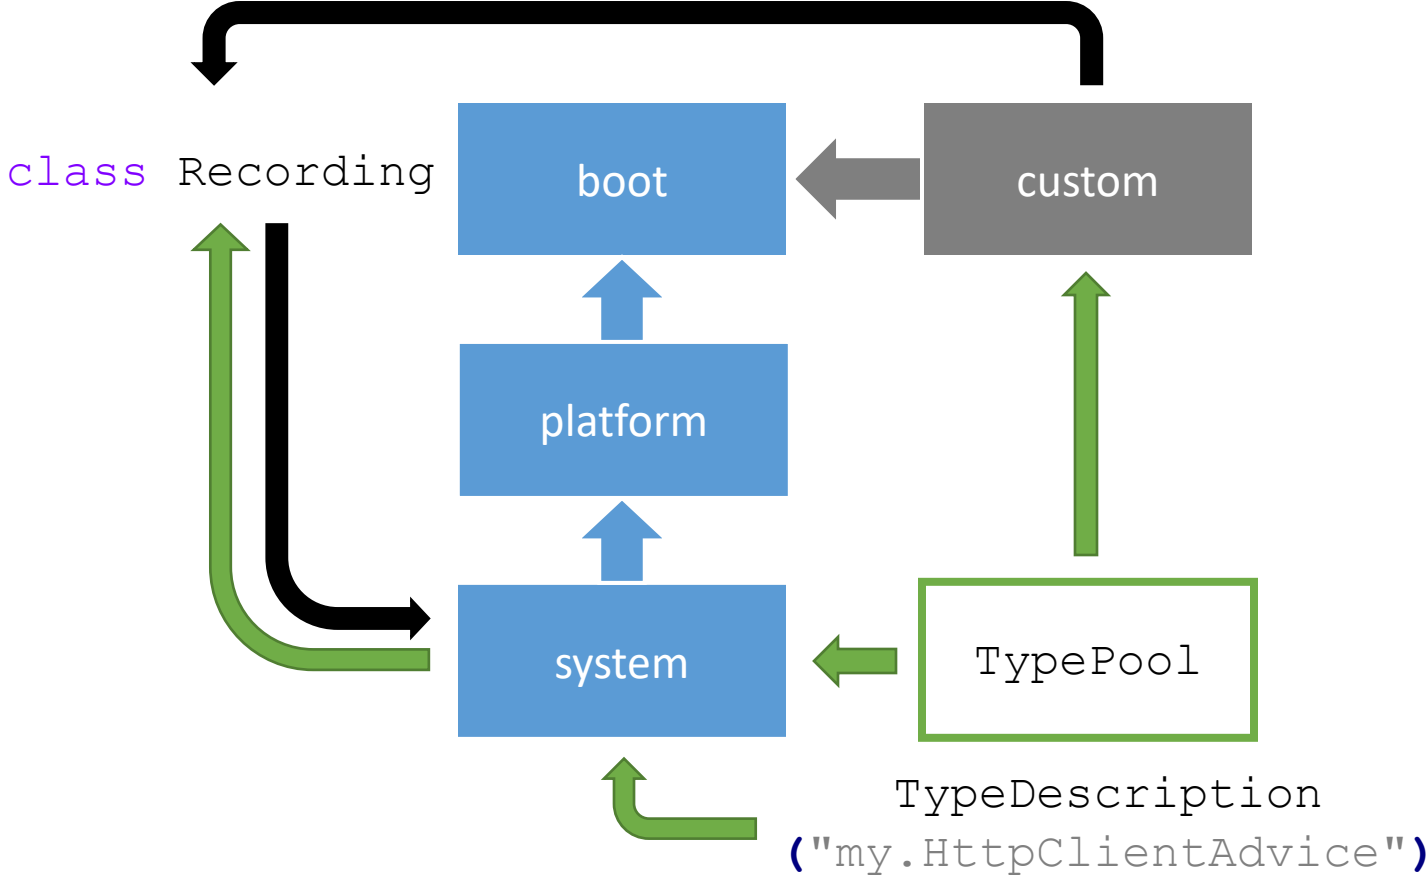 class Recording
boot
custom
platform
system
TypePool
TypeDescription
("my.HttpClientAdvice")